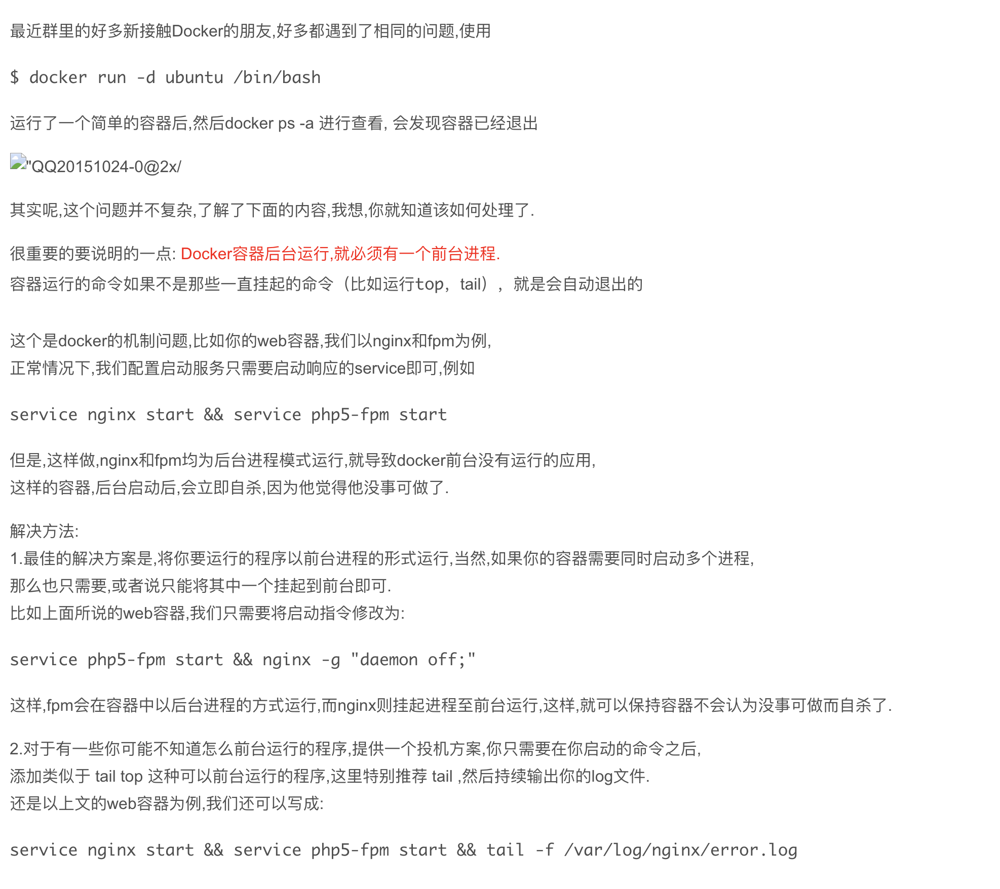 最近群里的好多新接触Docker的朋友,好多都遇到了相同的问题,使用
$ docker run -d ubuntu /bin/bash
运行了一个简单的容器后,然后docker ps -a 进行查看, 会发现容器已经退出
"QQ20151024-0@2x/
其实呢,这个问题并不复杂,了解了下面的内容,我想,你就知道该如何处理了.
很重要的要说明的一点: Docker容器后台运行,就必须有一个前台进程.
容器运行的命令如果不是那些一直挂起的命令（比如运行top，tail），就是会自动退出的
这个是docker的机制问题,比如你的web容器,我们以nginx和fpm为例,
正常情况下,我们配置启动服务只需要启动响应的service即可,例如
service nginx start && service php5-fpm start
但是,这样做,nginx和fpm均为后台进程模式运行,就导致docker前台没有运行的应用,
这样的容器,后台启动后,会立即自杀,因为他觉得他没事可做了.
解决方法:
1.最佳的解决方案是,将你要运行的程序以前台进程的形式运行,当然,如果你的容器需要同时启动多个进程,
那么也只需要,或者说只能将其中一个挂起到前台即可.
比如上面所说的web容器,我们只需要将启动指令修改为:
service php5-fpm start && nginx -g "daemon off;"
这样,fpm会在容器中以后台进程的方式运行,而nginx则挂起进程至前台运行,这样,就可以保持容器不会认为没事可做而自杀了.
2.对于有一些你可能不知道怎么前台运行的程序,提供一个投机方案,你只需要在你启动的命令之后,
添加类似于 tail top 这种可以前台运行的程序,这里特别推荐 tail ,然后持续输出你的log文件.
还是以上文的web容器为例,我们还可以写成:
service nginx start && service php5-fpm start && tail -f /var/log/nginx/error.log